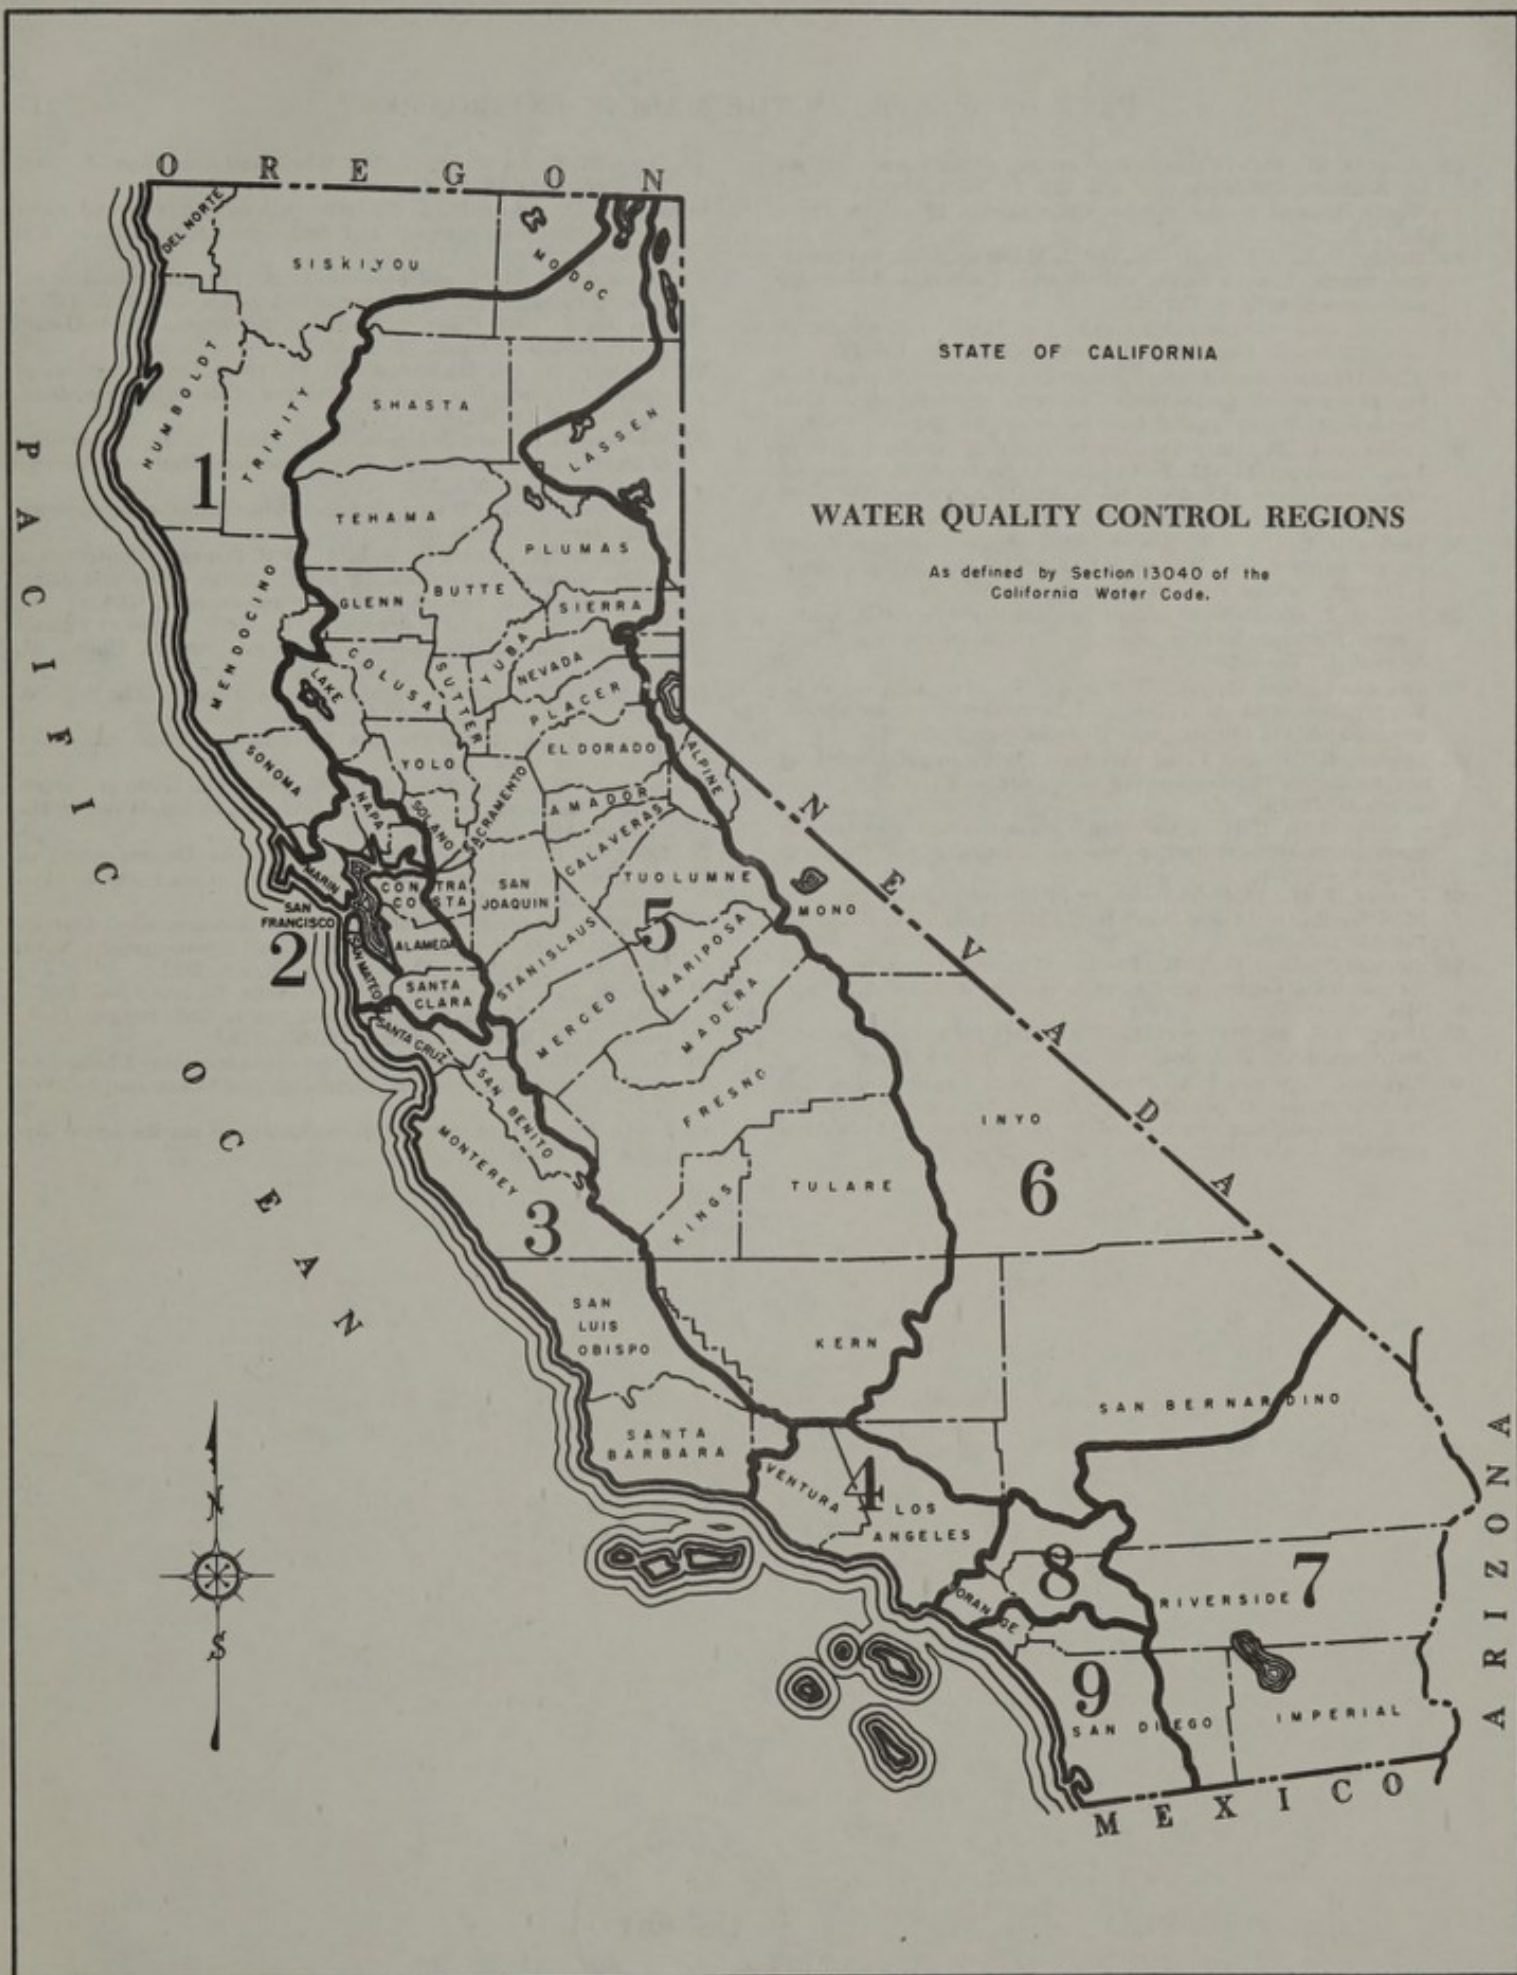 OREGON
PACIFIC OCEAN
STATE OF CALIFORNIA
WATER QUALITY CONTROL REGIONS
As defined by Section 13040 of the
California Water Code.
DEL NORTE
SISKIYOU
MODOC
HUMBOLDT
TRINITY
SHASTA
LASSEN
1
TEHAMA
PLUMAS
MENDOCINO
GLENN
BUTTE
SIERRA
LAKE
COLUSA
SUTTER
YUBA
NEVADA
PLACER
SONOMA
NAPA
YOLO
SOLANO
SACRAMENTO
EL DORADO
ALPINE
AMADOR
CALAVERAS
MARIN
CONTRA
COSTA
SAN
JOAQUIN
TUOLUMNE
MONO
SAN
FRANCISCO
2
SAN MATEO
ALAMEDA
SANTA
CLARA
STANISLAUS
5
MARIPOSA
MERCED
MADERA
SANTA CRUZ
SAN BENITO
FRESNO
MONTEREY
3
KINGS
TULARE
INYO
6
NEVADA
SAN
LUIS
OBISPO
KERN
SAN BERNARDINO
SANTA
BARBARA
VENTURA
4
LOS
ANGELES
8
ORANGE
RIVERSIDE
7
9
SAN DIEGO
IMPERIAL
ARIZONA
MEXICO
N
S